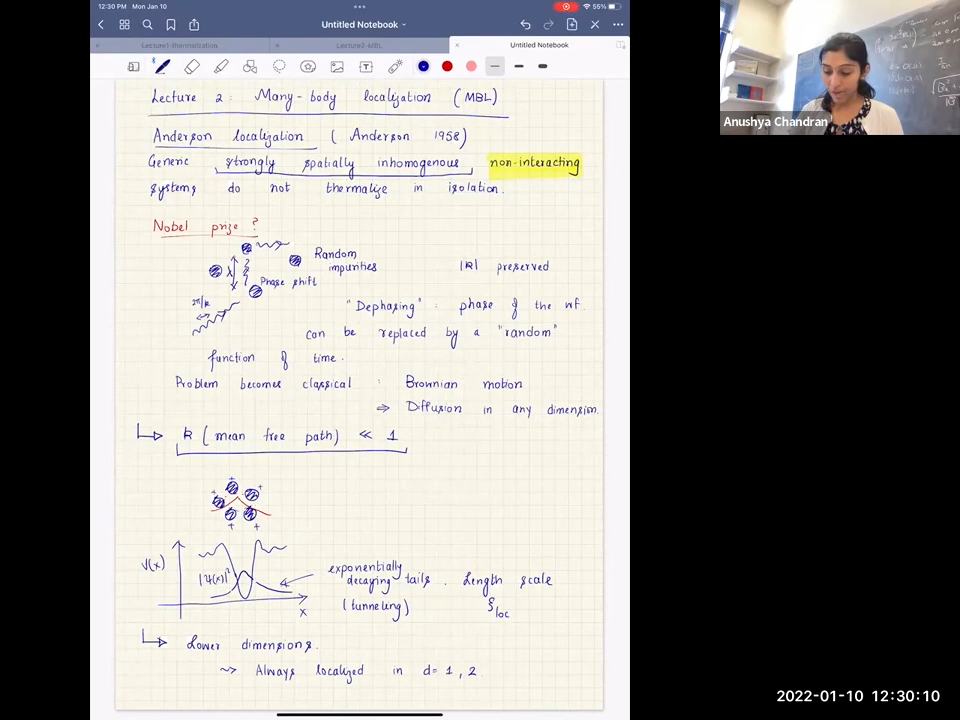 12:30 PM Mon Jan 10
55%
Untitled Notebook
Lecture1-thermalization
Lecture2-MBL
Untitled Notebook
Lecture 2: Many-body localization (MBL)
Anderson localization (Anderson 1958)
Generic strongly spatially inhomogenous non-interacting
systems do not thermalize in isolation.
Nobel prize?
Random
impurities
|k| preserved
λ
Phase shift
2π/k
"Dephasing": phase of the wf
can be replaced by a "random"
function of time.
Problem becomes classical : Brownian motion
⇒ Diffusion in any dimension.
k (mean free path) ≪ 1
+ + + + +
V(x)
|Ψ(x)|²
x
exponentially
decaying tails. Length scale
(tunneling) ξloc
Lower dimensions.
⇝ Always localized in d= 1, 2
Anushya Chandran
2022-01-10 12:30:10